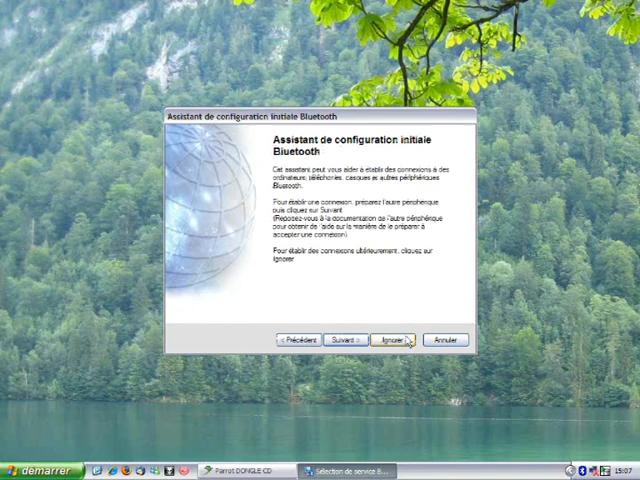 Assistant de configuration initiale Bluetooth
Assistant de configuration initiale
Bluetooth
Cet assistant peut vous aider à établir des connexions à des
ordinateurs, téléphones, casques et autres périphériques
Bluetooth.
Pour établir une connexion, préparez l'autre périphérique
puis cliquez sur Suivant
(Reportez-vous à la documentation de l'autre périphérique
pour obtenir de l'aide sur la manière de le préparer à
accepter une connexion)
Pour établir des connexions ultérieurement, cliquez sur
Ignorer
< Précédent
Suivant >
Ignorer
Annuler
démarrer
Parrot DONGLE CD
Sélection de service B...
15:07